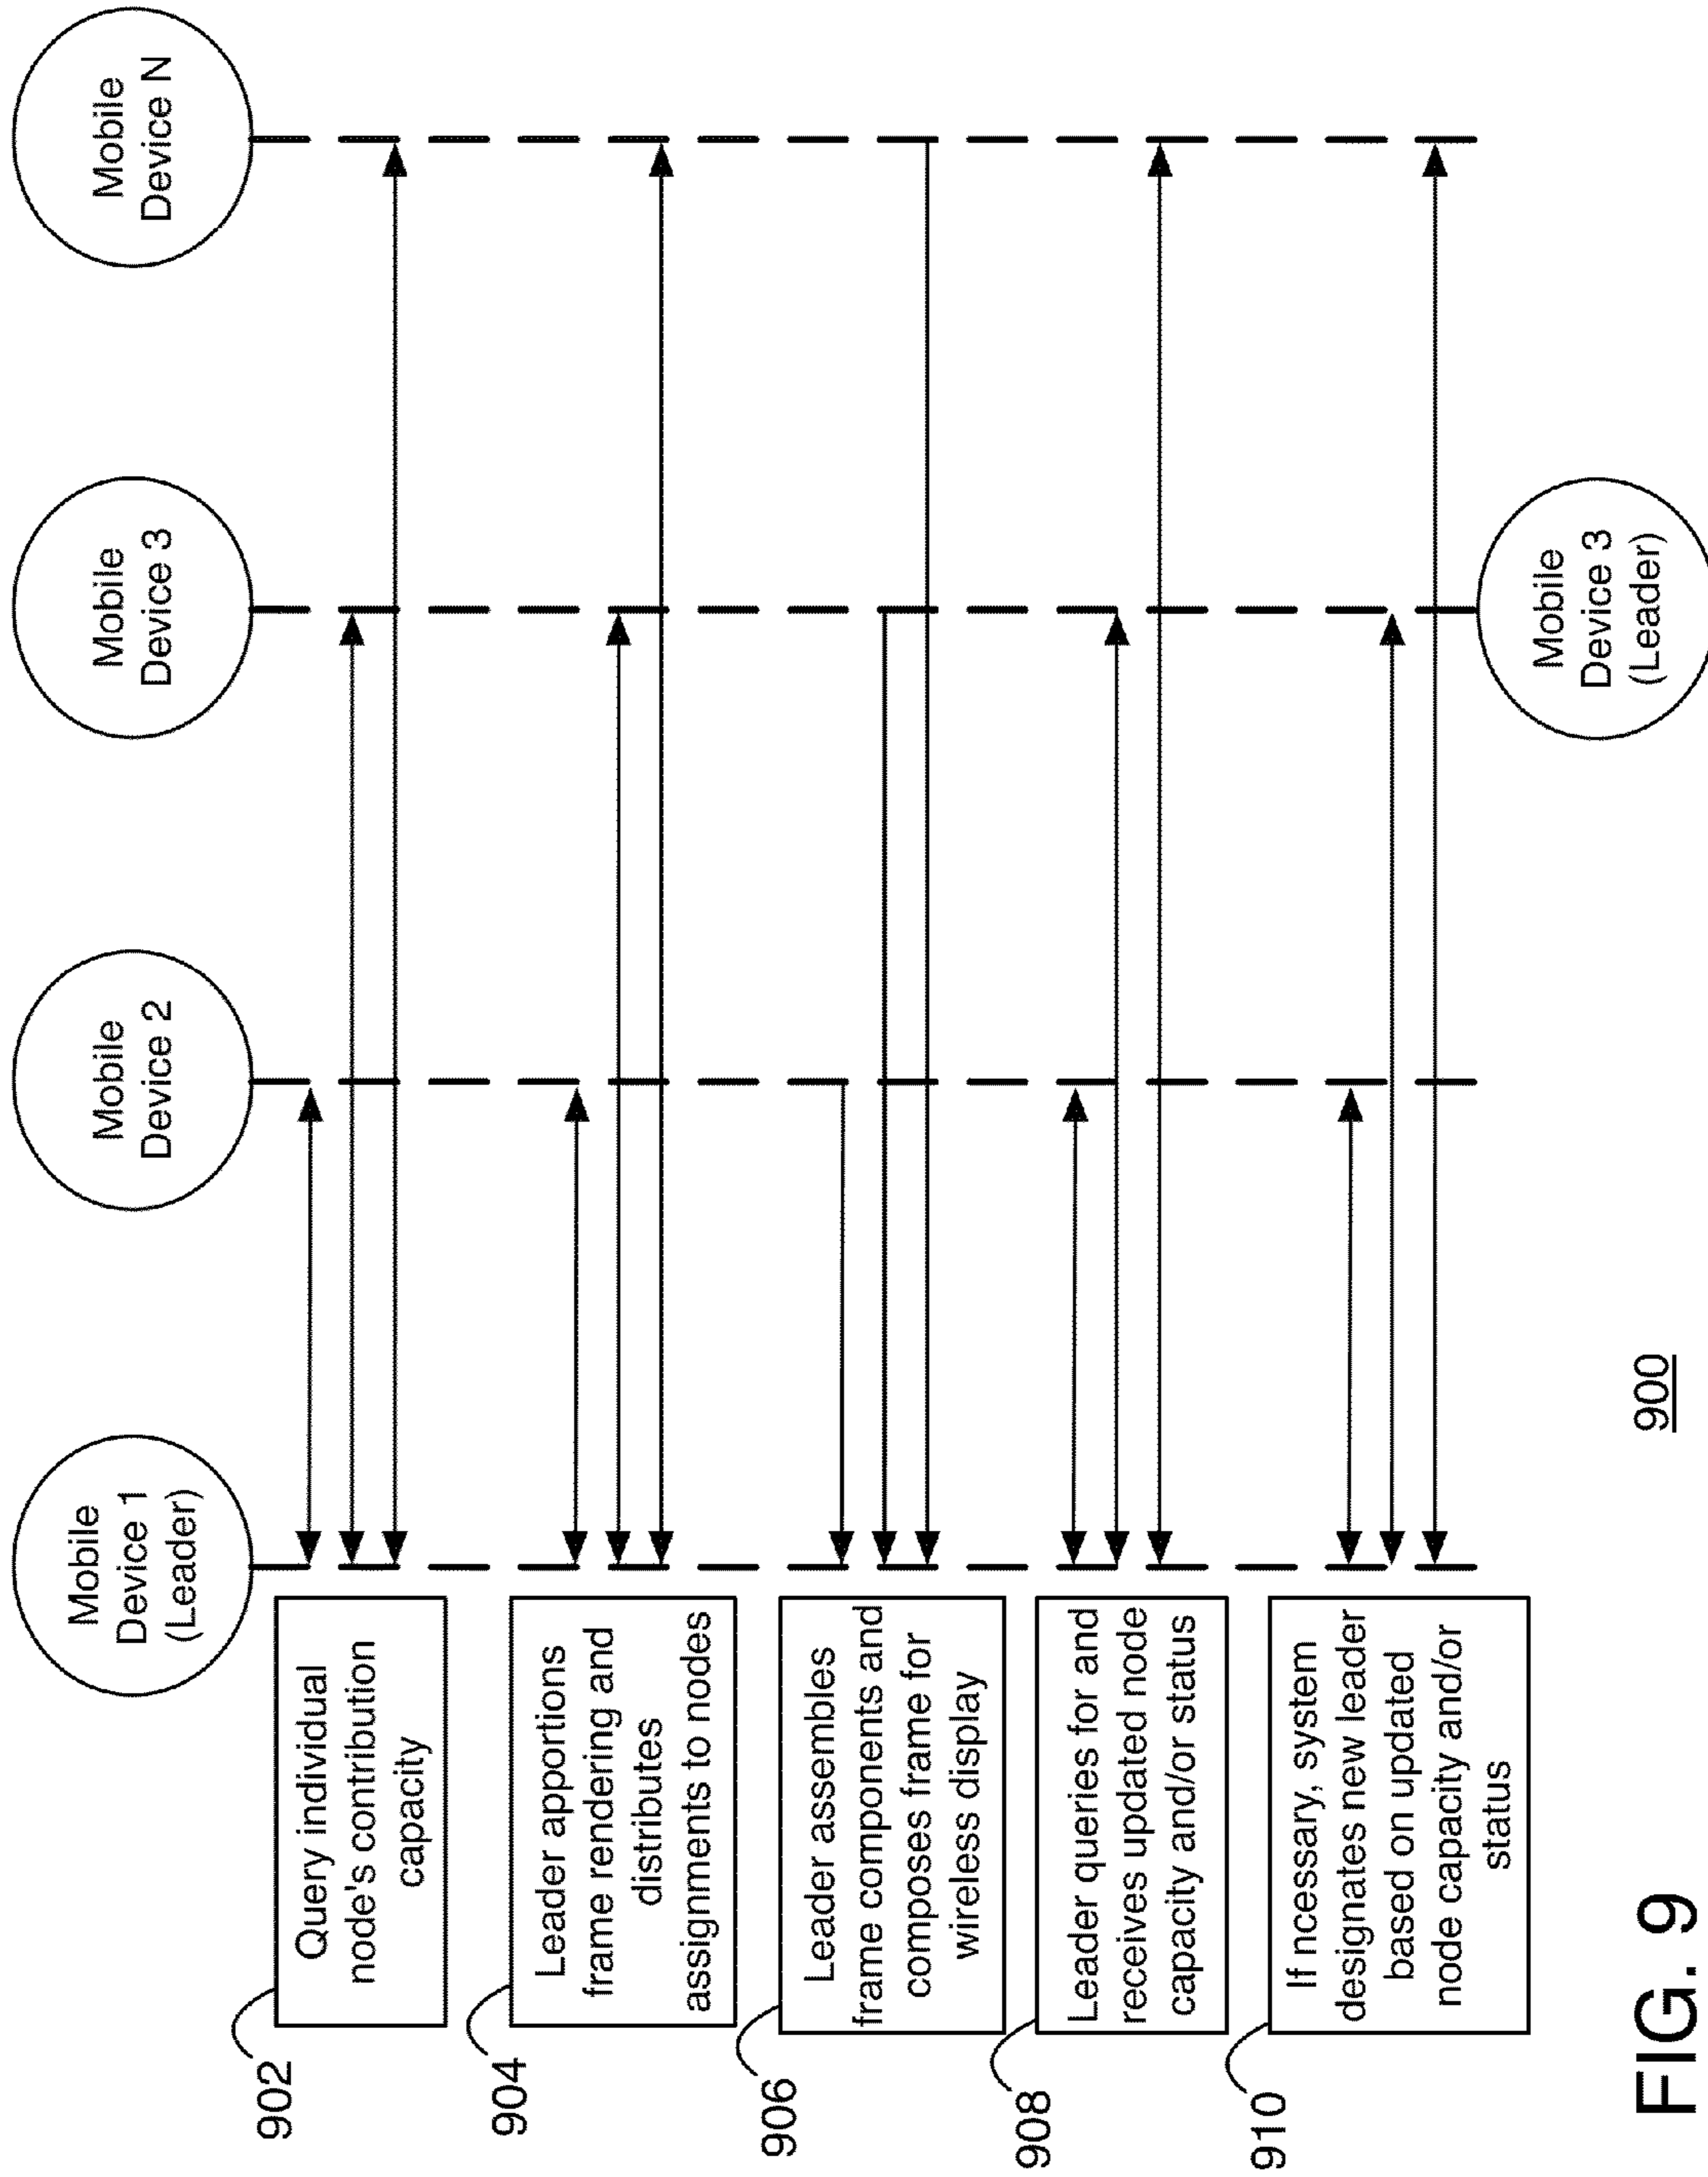 Mobile
Device 1
(Leader)
Mobile
Device 2
Mobile
Device 3
Mobile
Device N
902
Query individual
node's contribution
capacity
904
Leader apportions
frame rendering and
distributes
assignments to nodes
906
Leader assembles
frame components and
composes frame for
wireless display
908
Leader queries for and
receives updated node
capacity and/or status
910
If ncessary, system
designates new leader
based on updated
node capacity and/or
status
Mobile
Device 3
(Leader)
900
FIG. 9